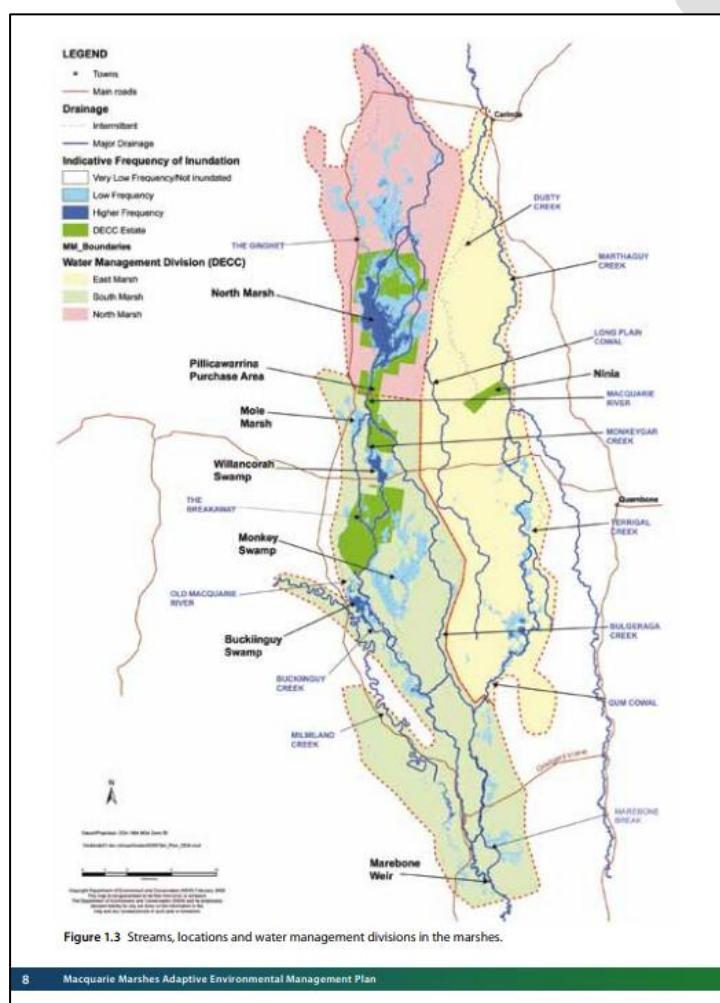 LEGEND
Towns
Main roads
Drainage
Intermittent
Major Drainage
Indicative Frequency of Inundation
Very Low Frequency/Not inundated
Low Frequency
Higher Frequency
DECC Estate
MM_Boundaries
Water Management Division (DECC)
East Marsh
South Marsh
North Marsh
Carinda
DUSTY
CREEK
THE GINGHET
MARTHAGUY
CREEK
North Marsh
LONG PLAIN
COWAL
Pillicawarrina
Purchase Area
Ninia
MACQUARIE
RIVER
Mole
Marsh
MONKEYGAR
CREEK
Willancorah
Swamp
THE
BREAKAWAY
Quambone
TERRIGAL
CREEK
Monkey
Swamp
OLD MACQUARIE
RIVER
BULGERAGA
CREEK
Buckiinguy
Swamp
BUCKIINGUY
CREEK
GUM COWAL
MILMILAND
CREEK
N
MAREBONE
BREAK
Marebone
Weir
Figure 1.3 Streams, locations and water management divisions in the marshes.
8 Macquarie Marshes Adaptive Environmental Management Plan